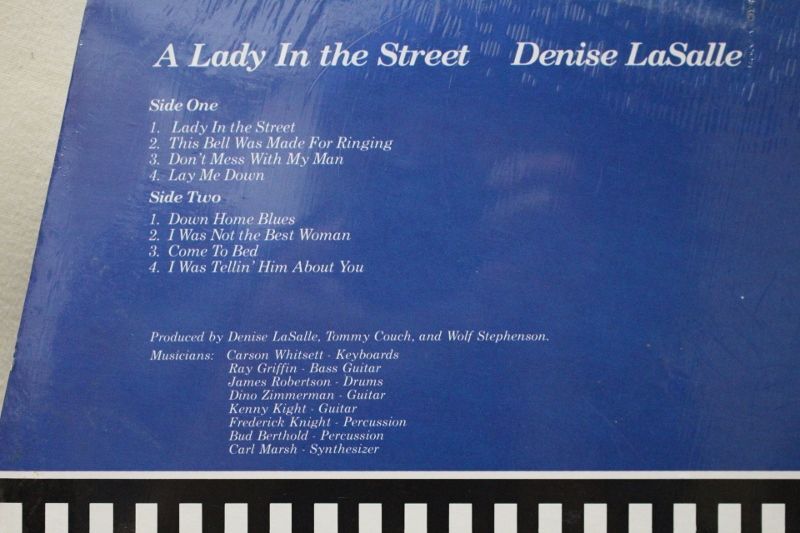 A Lady In the Street Denise LaSalle
Side One
1. Lady In the Street
2. This Bell Was Made For Ringing
3. Don't Mess With My Man
4. Lay Me Down
Side Two
1. Down Home Blues
2. I Was Not the Best Woman
3. Come To Bed
4. I Was Tellin' Him About You
Produced by Denise LaSalle, Tommy Couch, and Wolf Stephenson.
Musicians: Carson Whitsett - Keyboards
Ray Griffin - Bass Guitar
James Robertson - Drums
Dino Zimmerman - Guitar
Kenny Kight - Guitar
Frederick Knight - Percussion
Bud Berthold - Percussion
Carl Marsh - Synthesizer